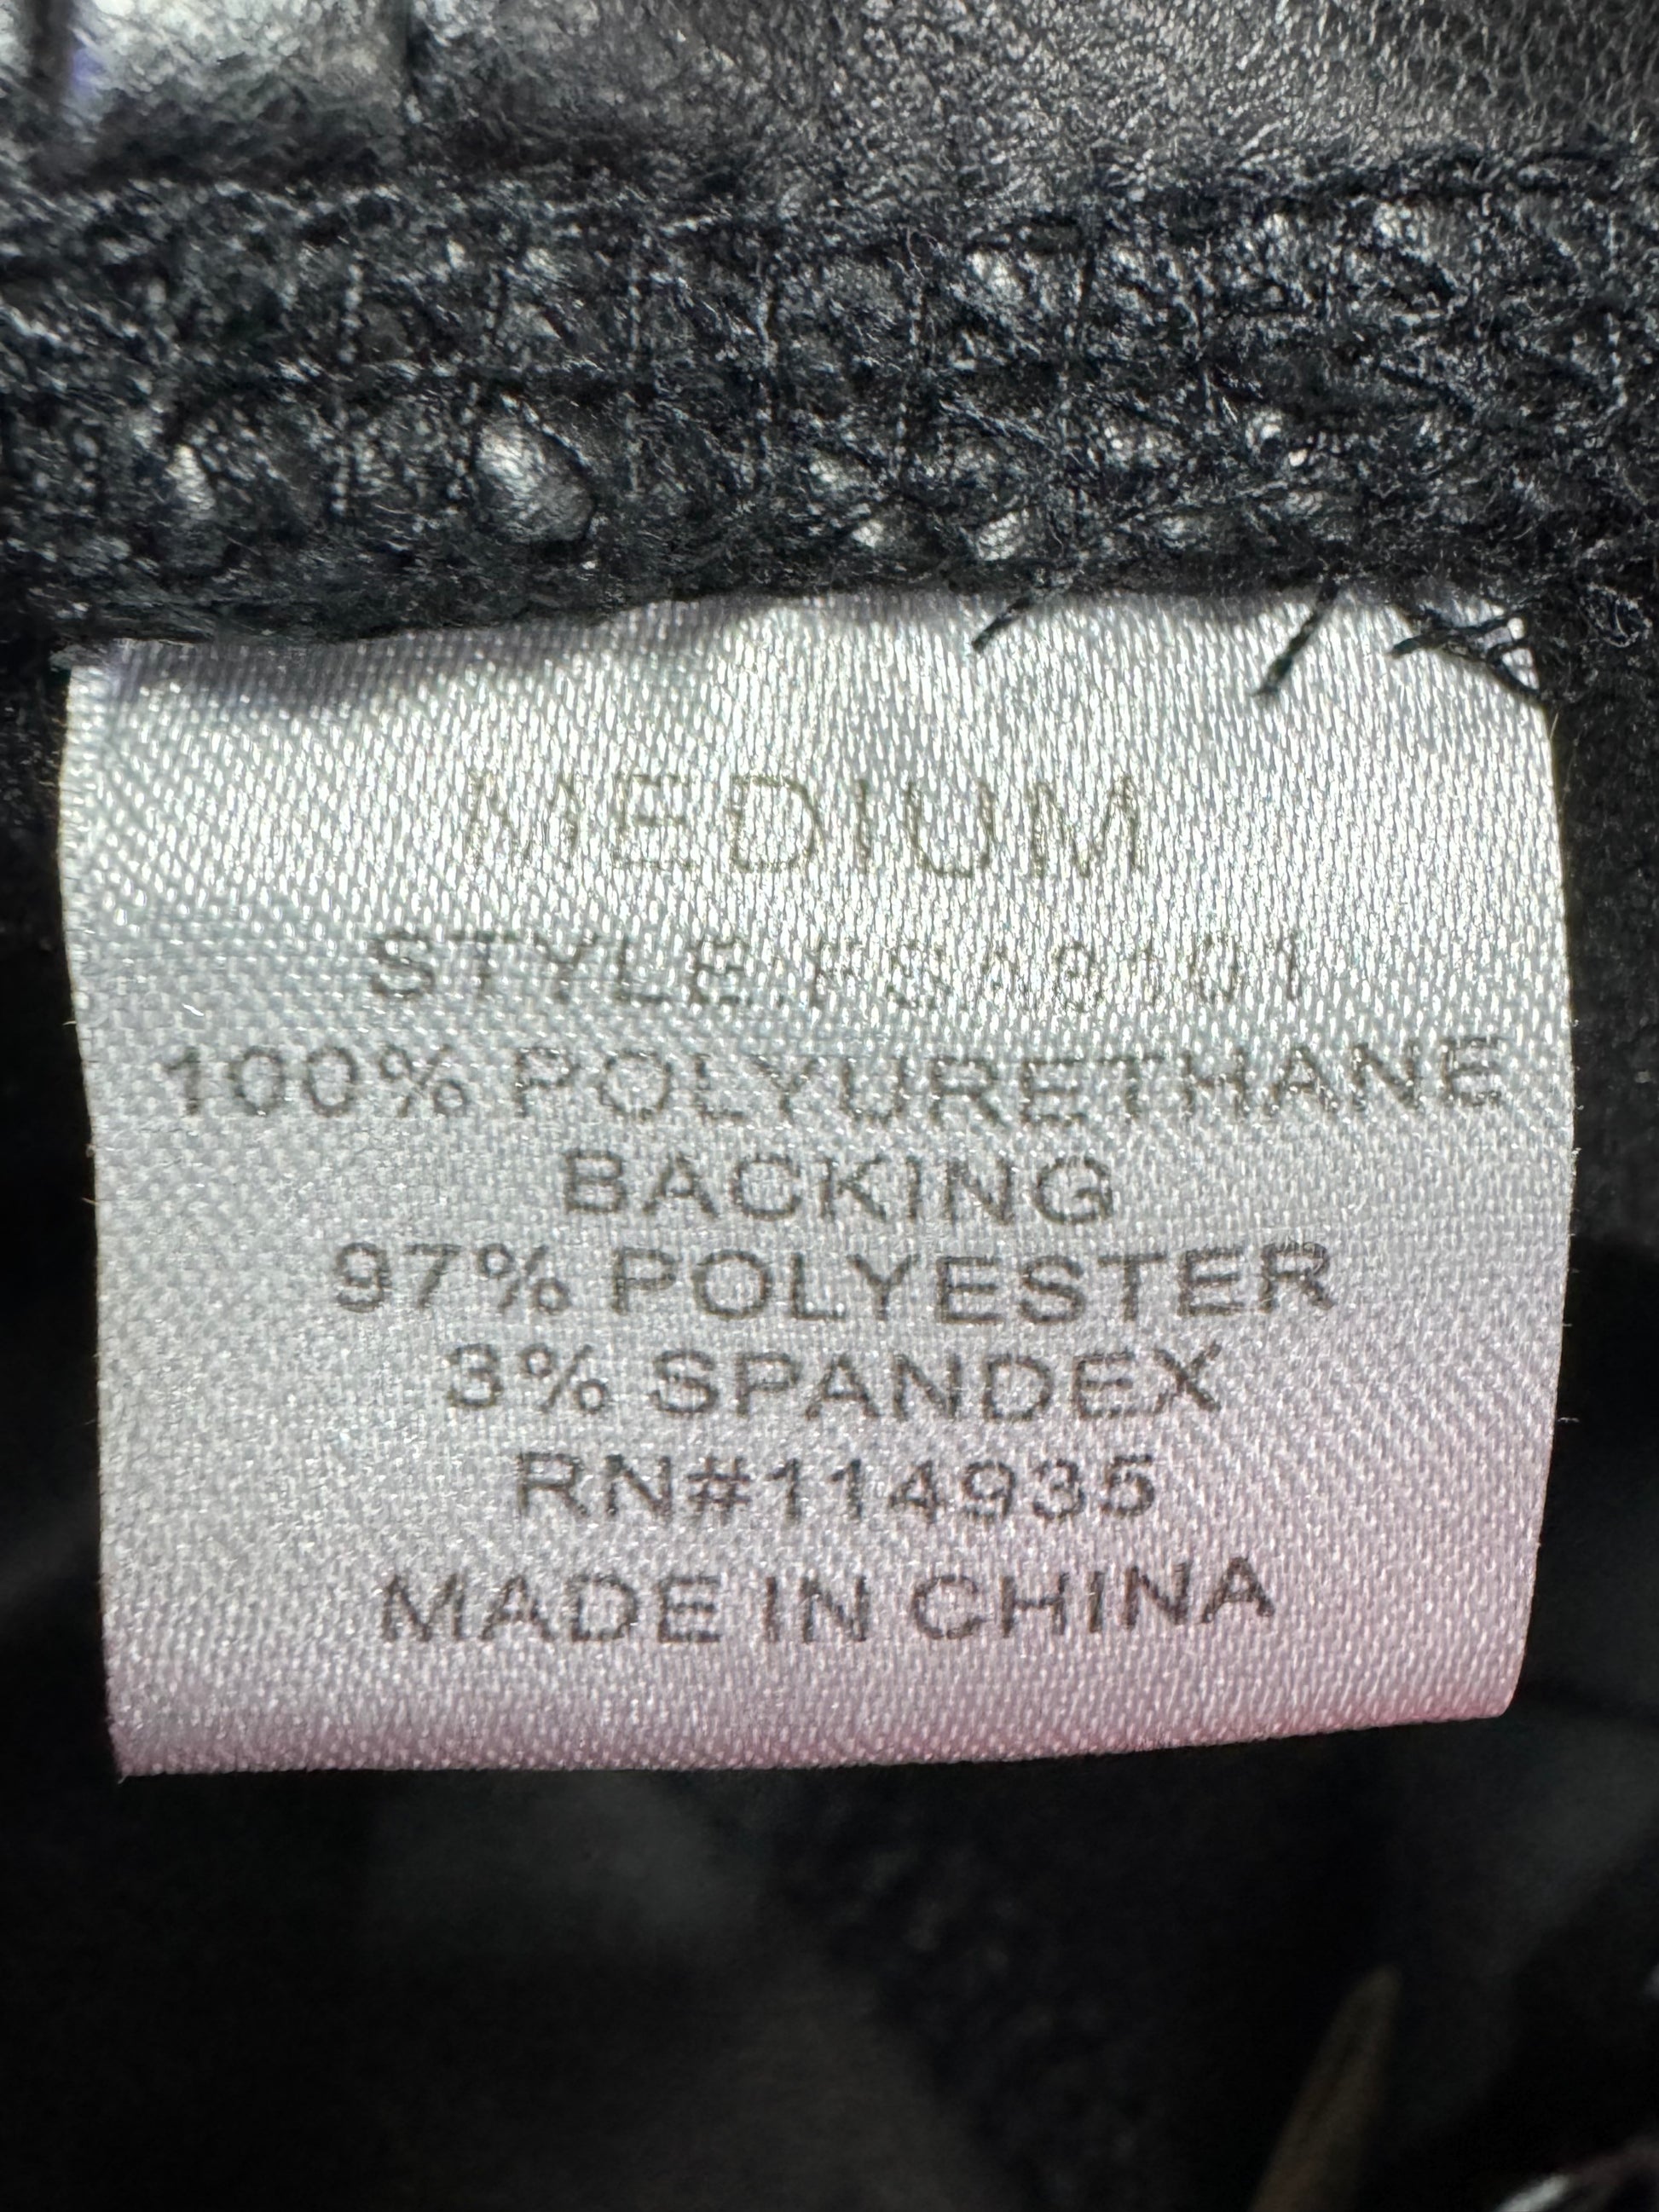 MEDIUM
STYLE:
100% POLYURETHANE
BACKING
97% POLYESTER
3% SPANDEX
RN#114935
MADE IN CHINA